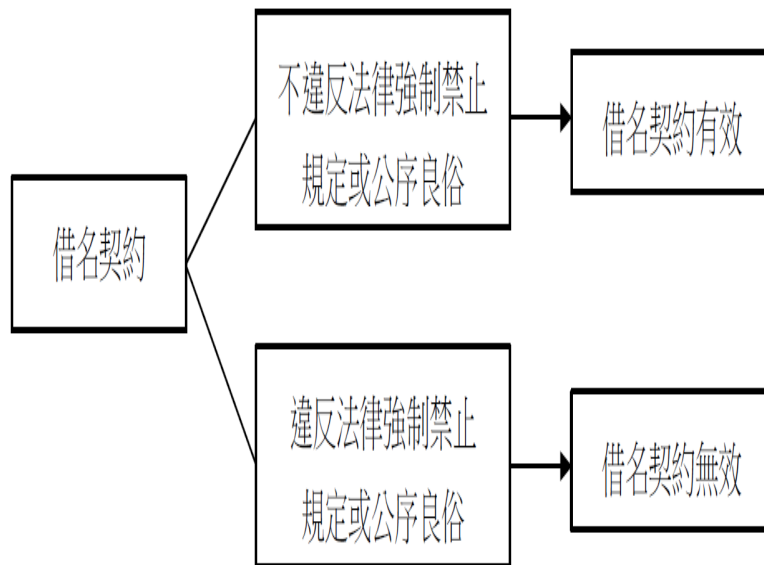 借名契約
不違反法律強制禁止
規定或公序良俗
借名契約有效
違反法律強制禁止
規定或公序良俗
借名契約無效